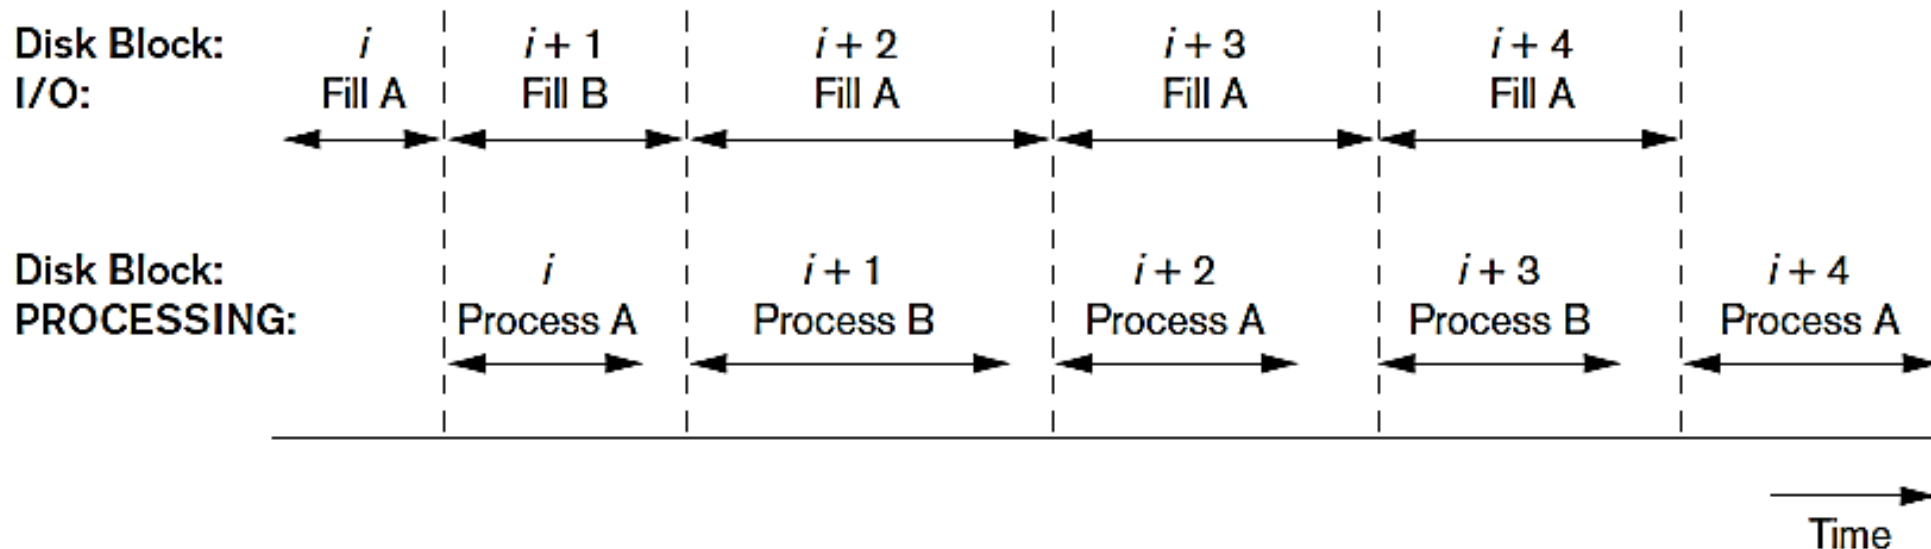 Disk Block: i i + 1 i + 2 i + 3 i + 4
I/O: Fill A Fill B Fill A Fill A Fill A
Disk Block: i i + 1 i + 2 i + 3 i + 4
PROCESSING: Process A Process B Process A Process B Process A
Time